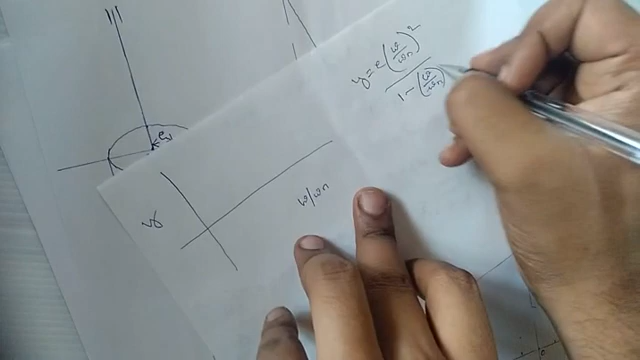 y = e (ω/ωn)²
1 - (ω/ωn)
y
ω/ωn
e